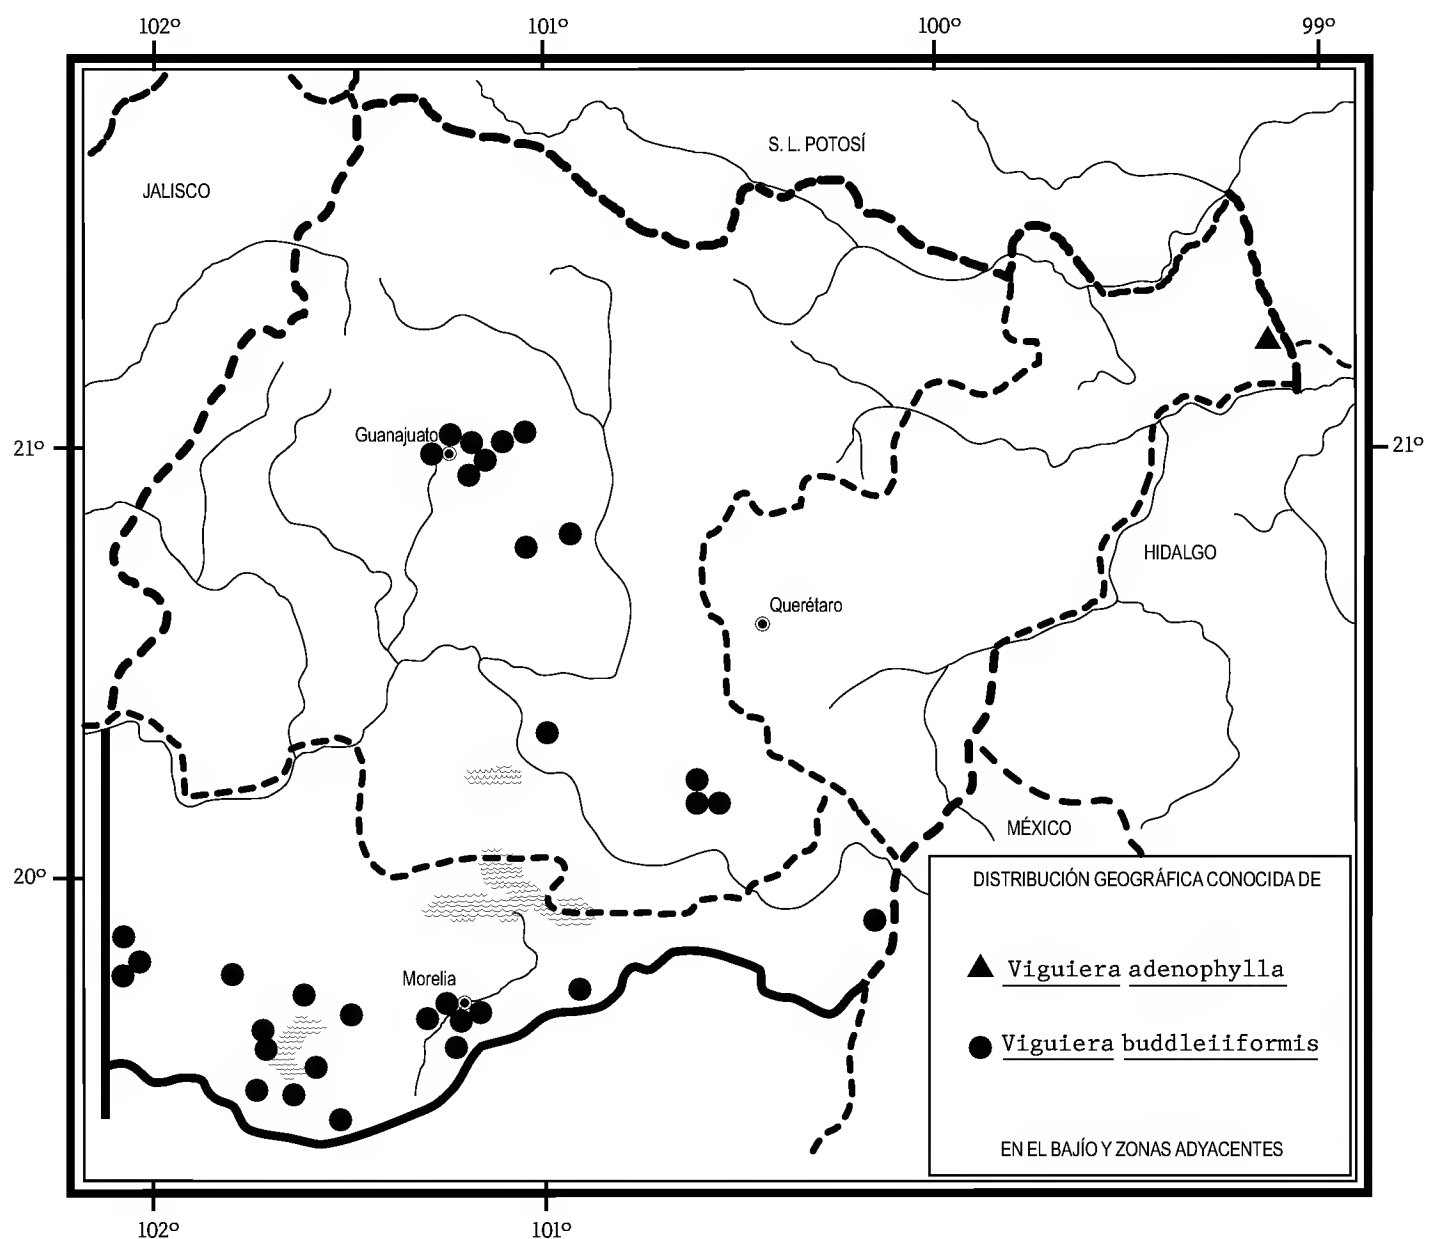 102º 101º 100º 99º
S. L. POTOSÍ
JALISCO
Guanajuato
21º 21º
HIDALGO
Querétaro
MÉXICO
20º
DISTRIBUCIÓN GEOGRÁFICA CONOCIDA DE
Viguiera adenophylla
Morelia
Viguiera buddleiiformis
EN EL BAJÍO Y ZONAS ADYACENTES
102º 101º